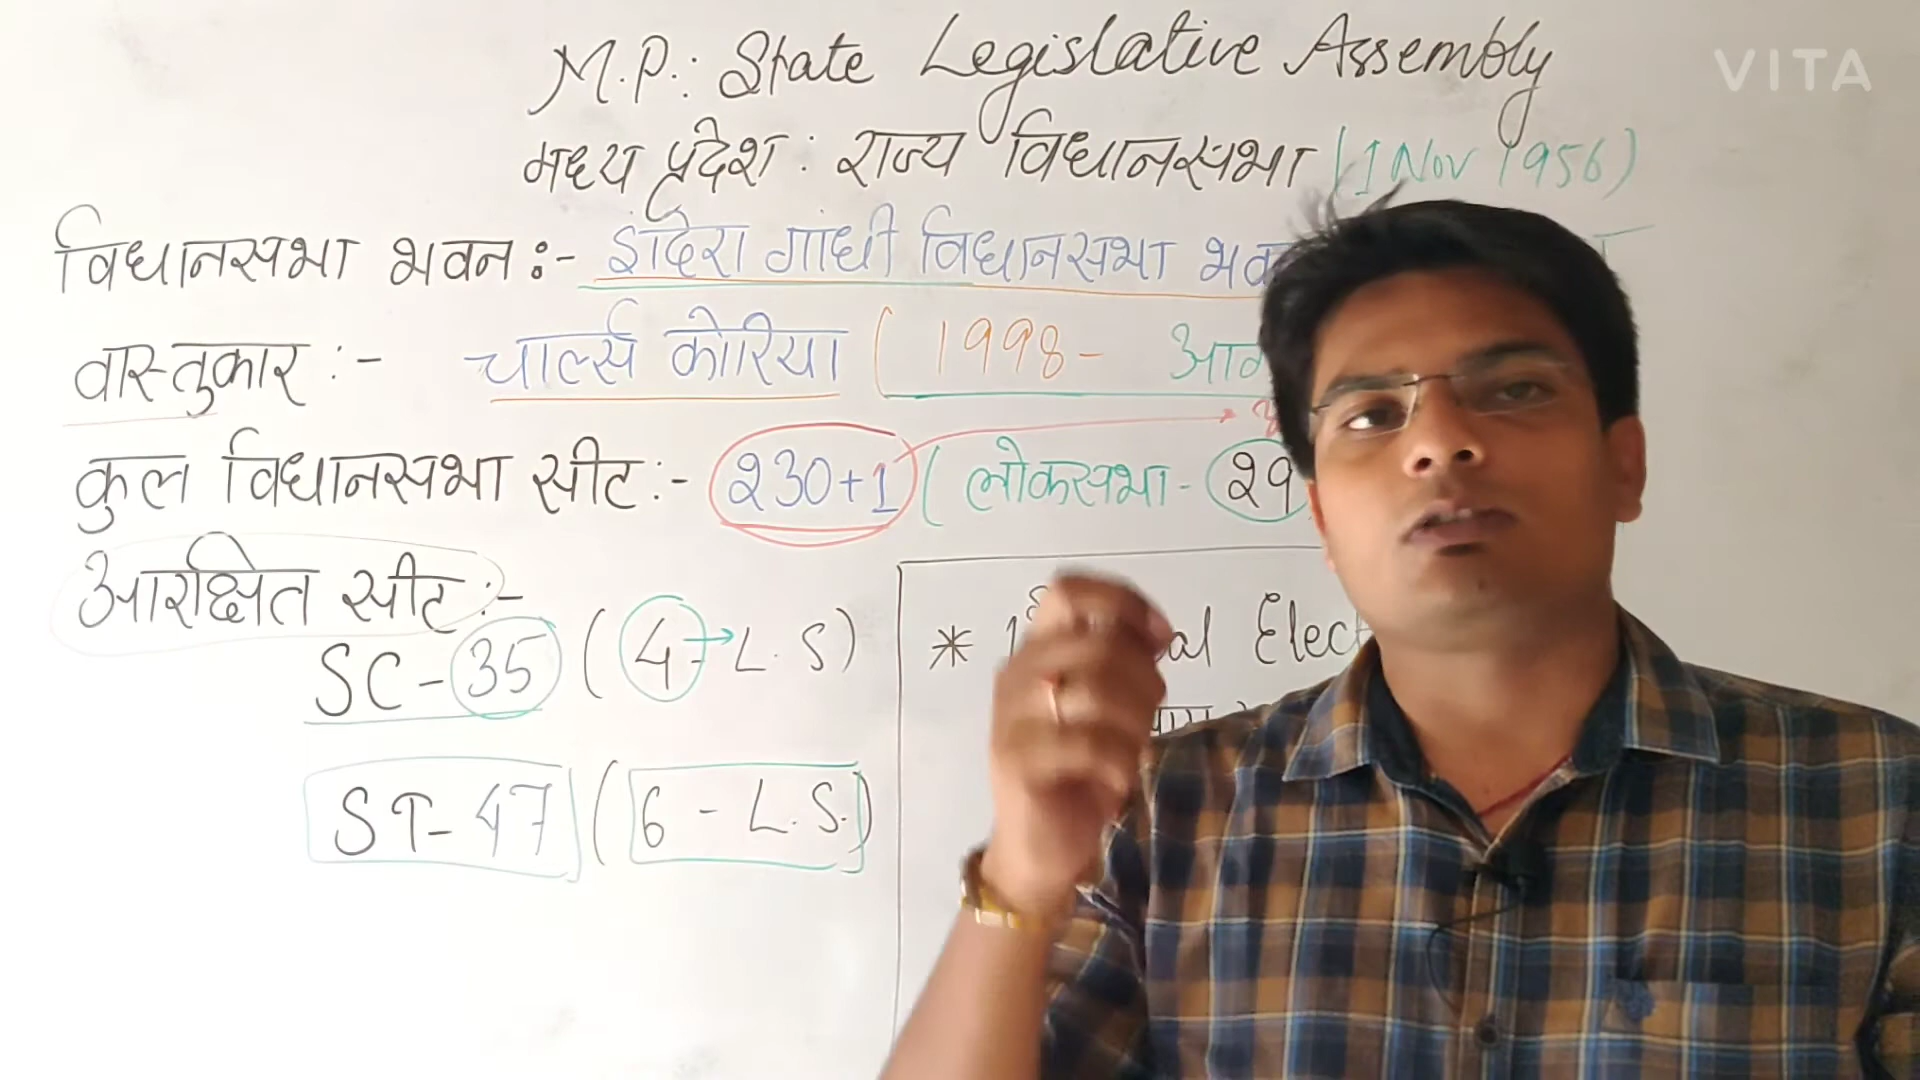 M.P.: State Legislative Assembly
VITA
मध्य प्रदेश : राज्य विधानसभा (1 Nov 1956)
विधानसभा भवन :- इंदिरा गांधी विधानसभा
वास्तुकार :- चार्ल्स कोरिया ( 1998-
कुल विधानसभा सीट :- 230+1 ( लोकसभा - 29
आरक्षित सीट :-
SC - 35 ( 4 → L.S)
* 1
ST - 47 ( 6 - L.S.)